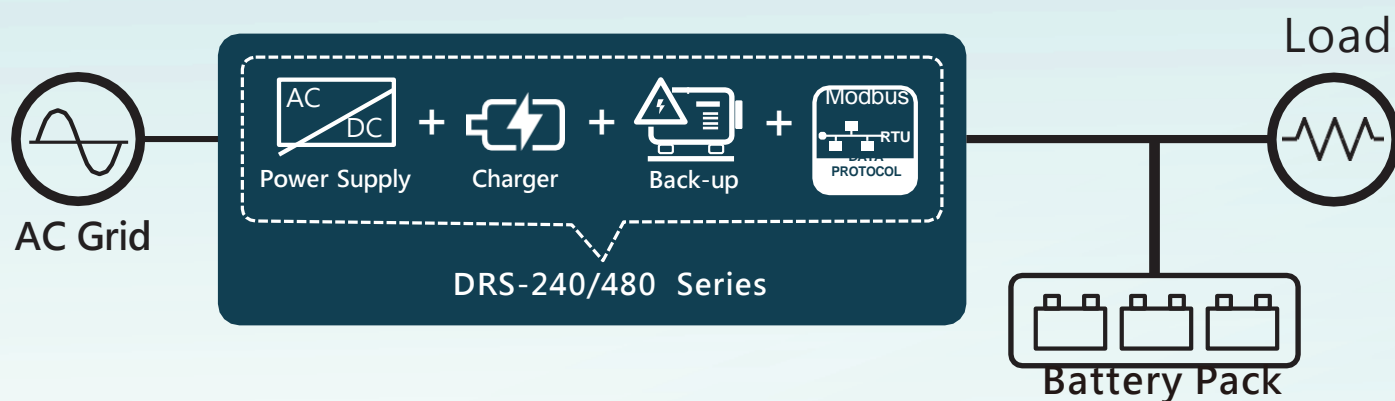 Load
AC
DC
+
+
+
Modbus
RTU
DATA
PROTOCOL
Power Supply
Charger
Back-up
AC Grid
DRS-240/480 Series
Battery Pack